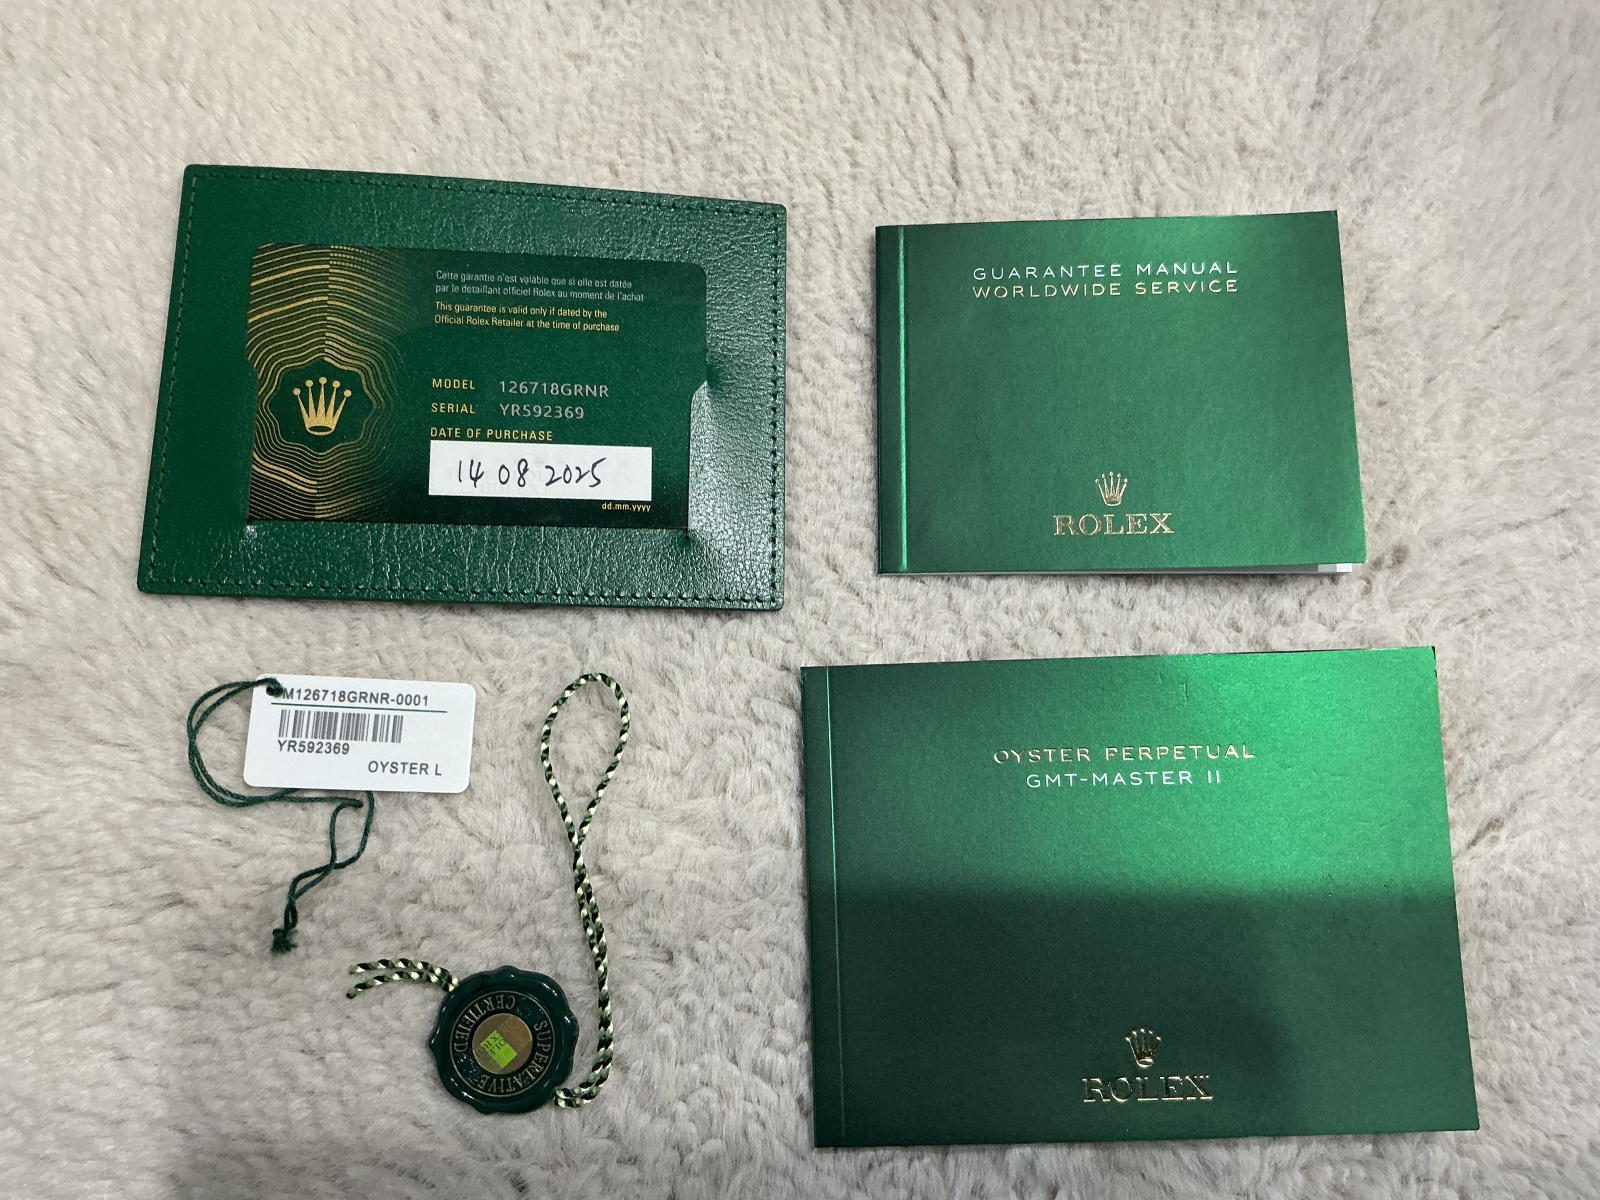 Cette garantie n'est valable que si elle est datée
par le détaillant officiel Rolex au moment de l'achat
This guarantee is valid only if dated by the
Official Rolex Retailer at the time of purchase
MODEL 126718GRNR
SERIAL YR592369
DATE OF PURCHASE
14 08 2025
dd.mm.yyyy
GUARANTEE MANUAL
WORLDWIDE SERVICE
ROLEX
M126718GRNR-0001
YR592369
OYSTER L
SUPERLATIVE
CERTIFIED
OYSTER PERPETUAL
GMT-MASTER II
ROLEX